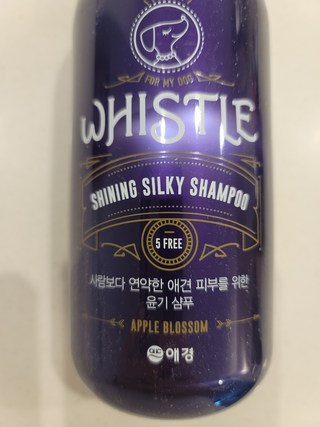 FOR MY DOG
WHISTLE
SHINING SILKY SHAMPOO
5 FREE
사람보다 연약한 애견 피부를 위한
윤기 샴푸
APPLE BLOSSOM
애경